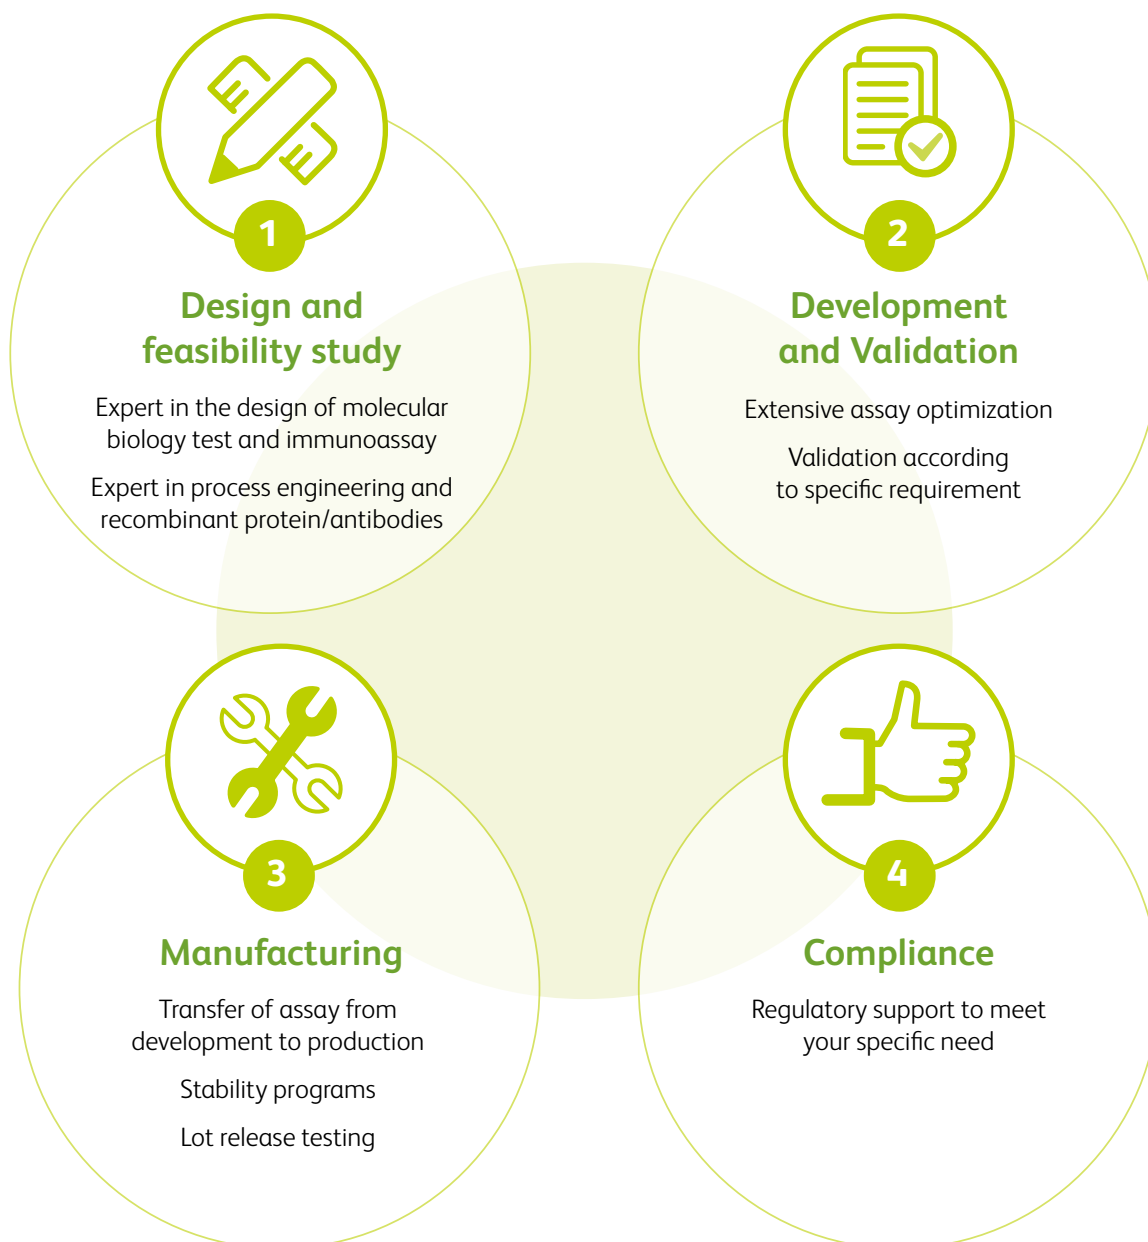 1
Design and
feasibility study
Expert in the design of molecular
biology test and immunoassay
Expert in process engineering and
recombinant protein/antibodies
2
Development
and Validation
Extensive assay optimization
Validation according
to specific requirement
3
Manufacturing
Transfer of assay from
development to production
Stability programs
Lot release testing
4
Compliance
Regulatory support to meet
your specific need